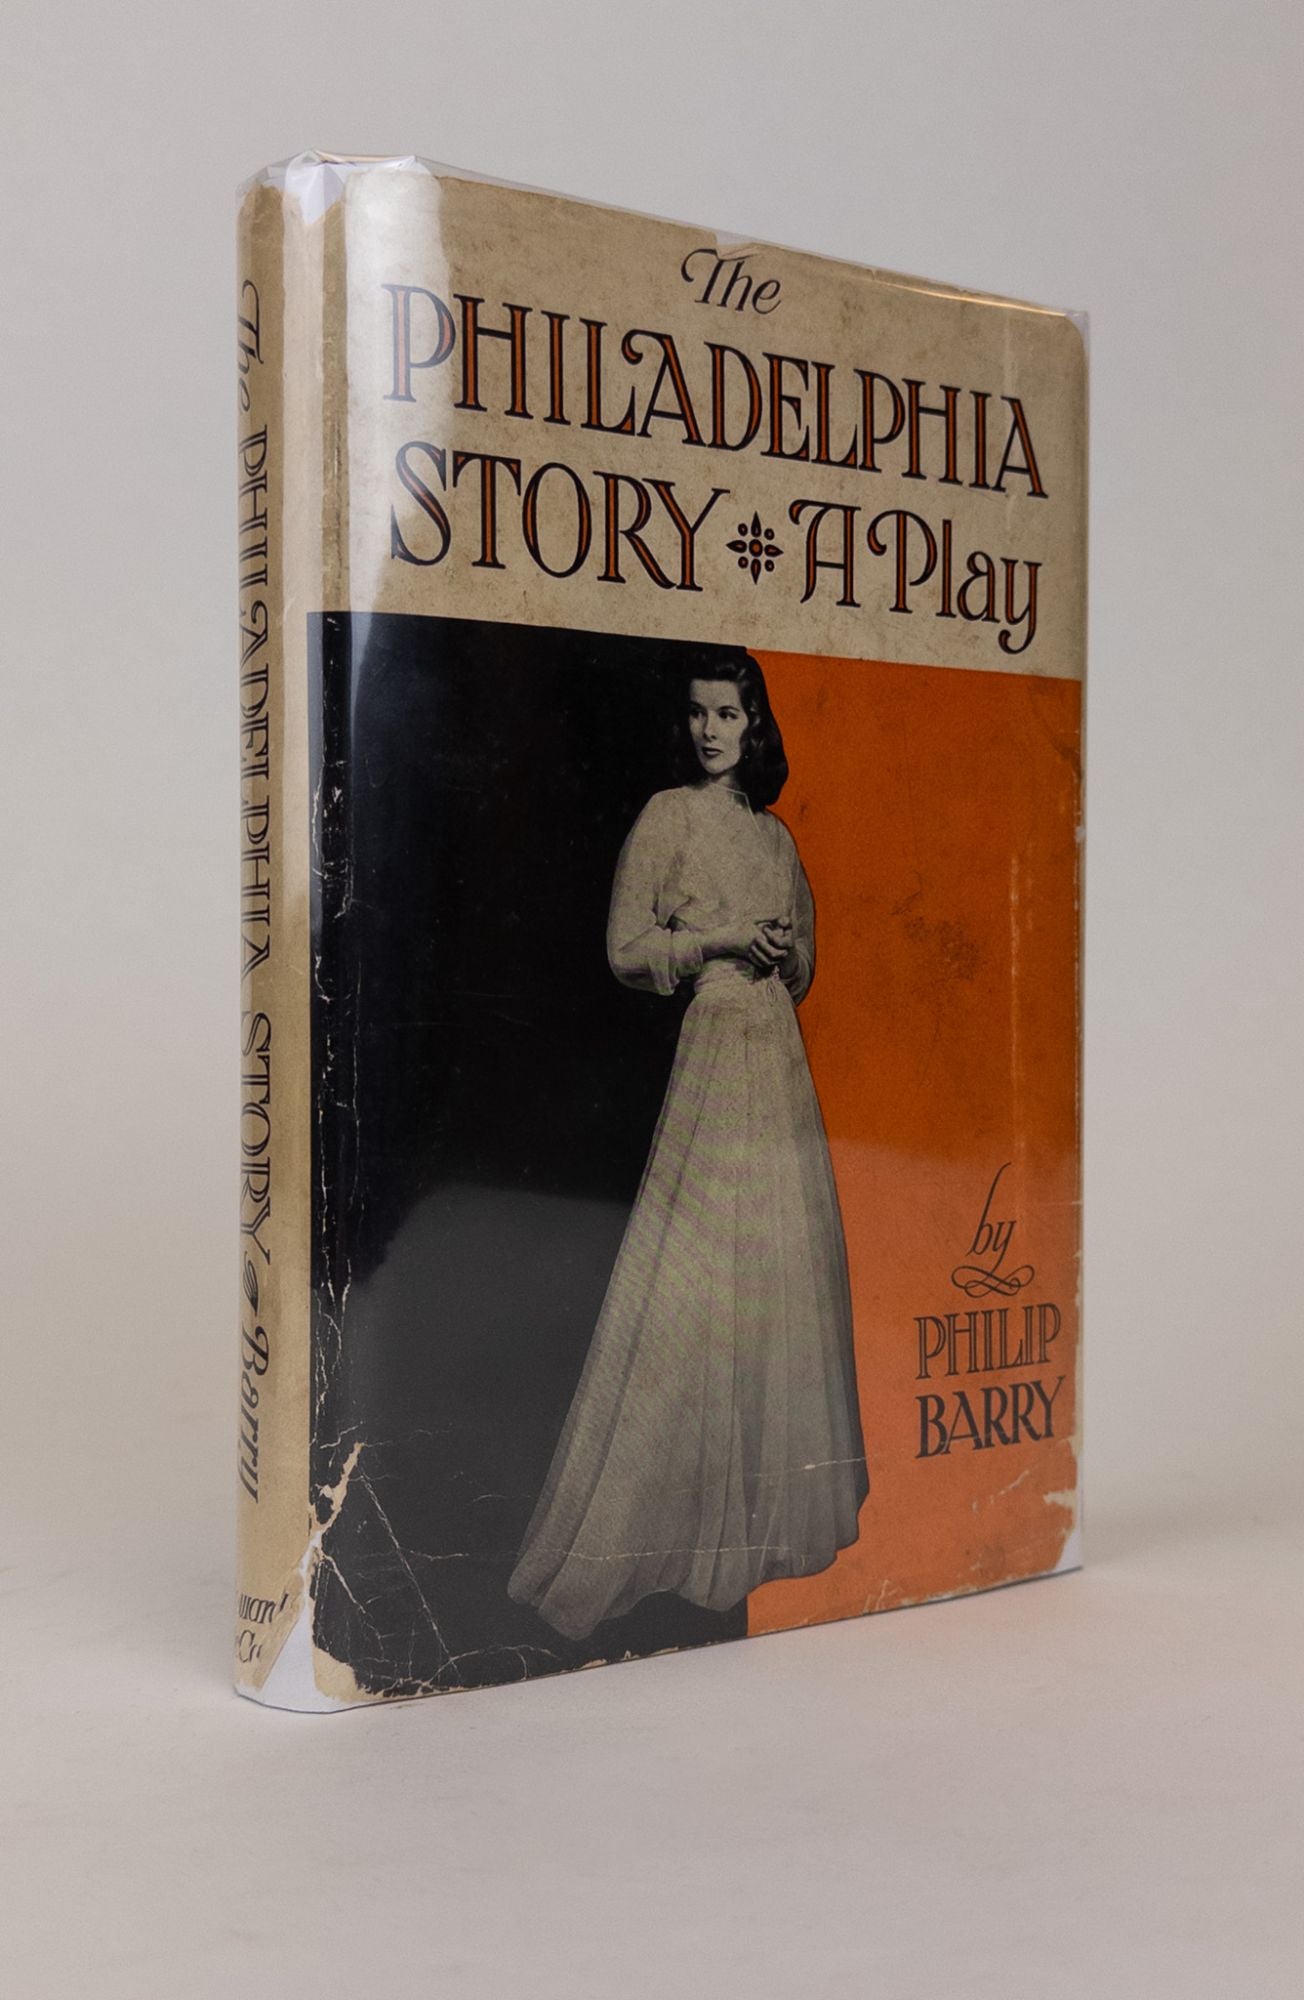 The
PHILADELPHIA
STORY A Play
by
PHILIP
BARRY
The PHILADELPHIA STORY Barry